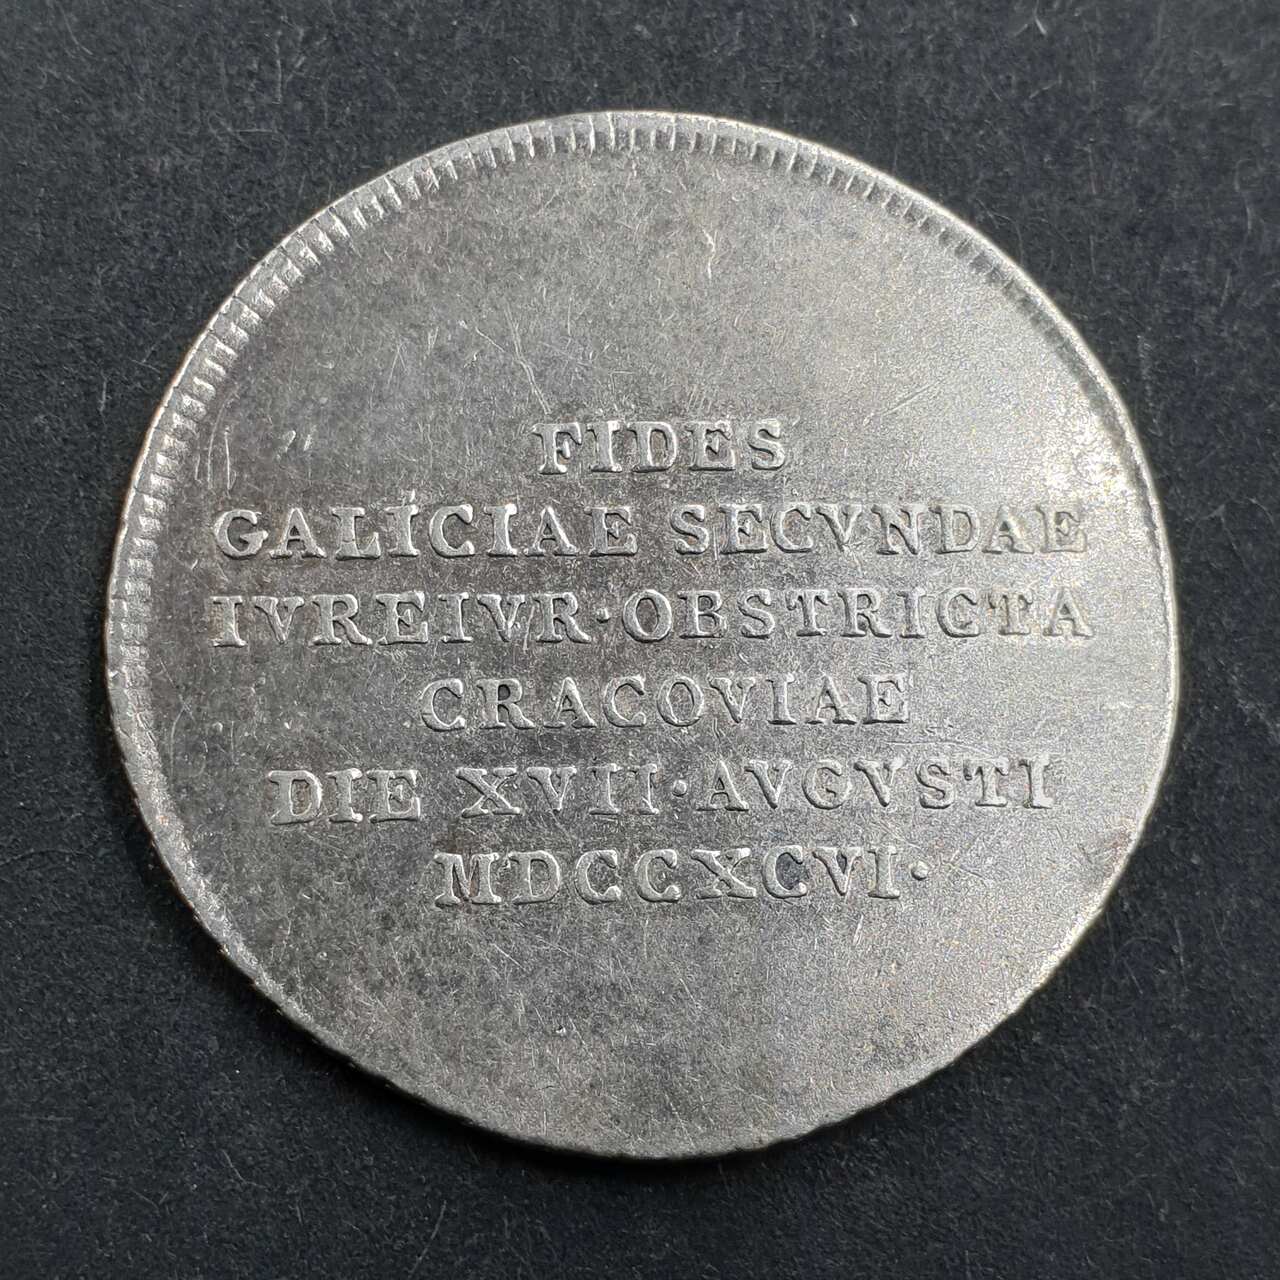 FIDES
GALICIAE SECVNDAE
IVREIVR·OBSTRICTA
CRACOVIAE
DIE XVII·AVGVSTI
MDCCXCVI·